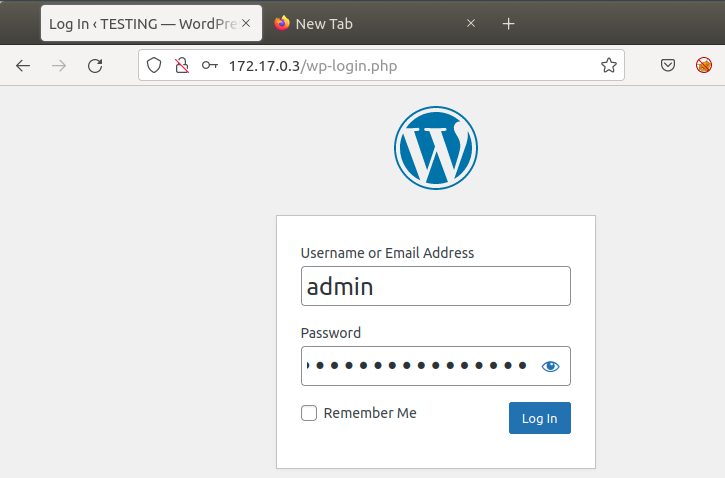 Log In ‹ TESTING — WordPre
New Tab
172.17.0.3/wp-login.php
Username or Email Address
admin
Password
Remember Me
Log In